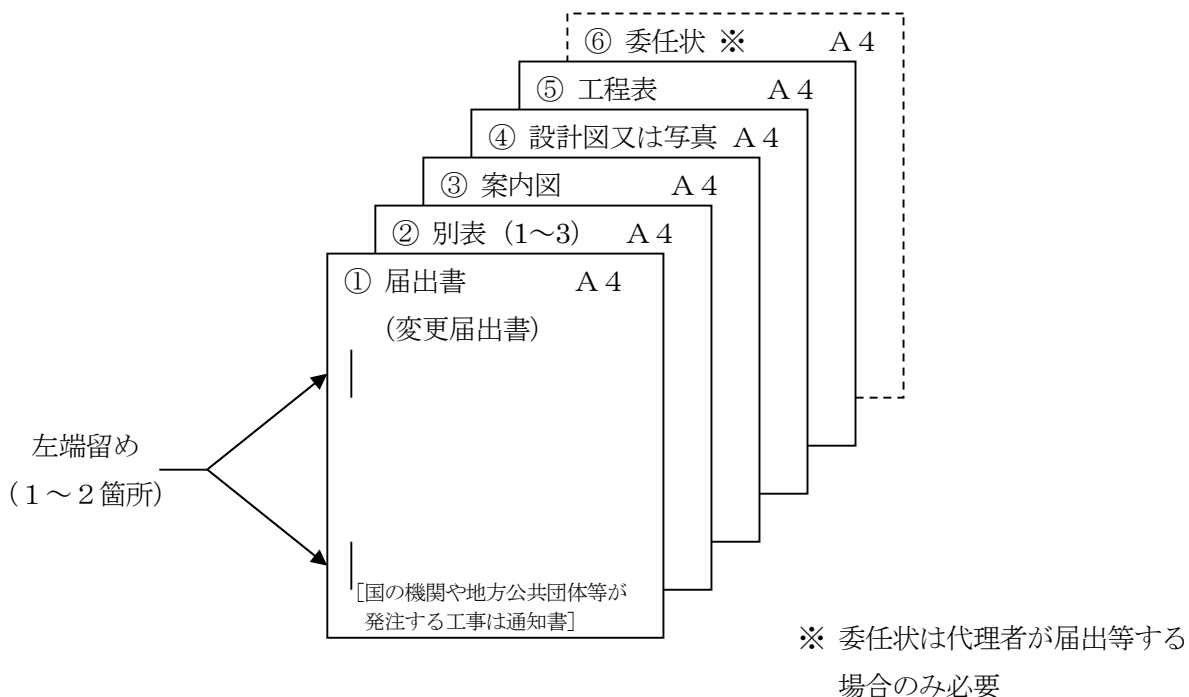 ⑥ 委任状 ※ A4
⑤ 工程表 A4
④ 設計図又は写真 A4
③ 案内図 A4
② 別表 (1～3) A4
① 届出書 A4
(変更届出書)
左端留め
(1～2箇所)
[国の機関や地方公共団体等が
発注する工事は通知書]
※ 委任状は代理者が届出等する
場合のみ必要